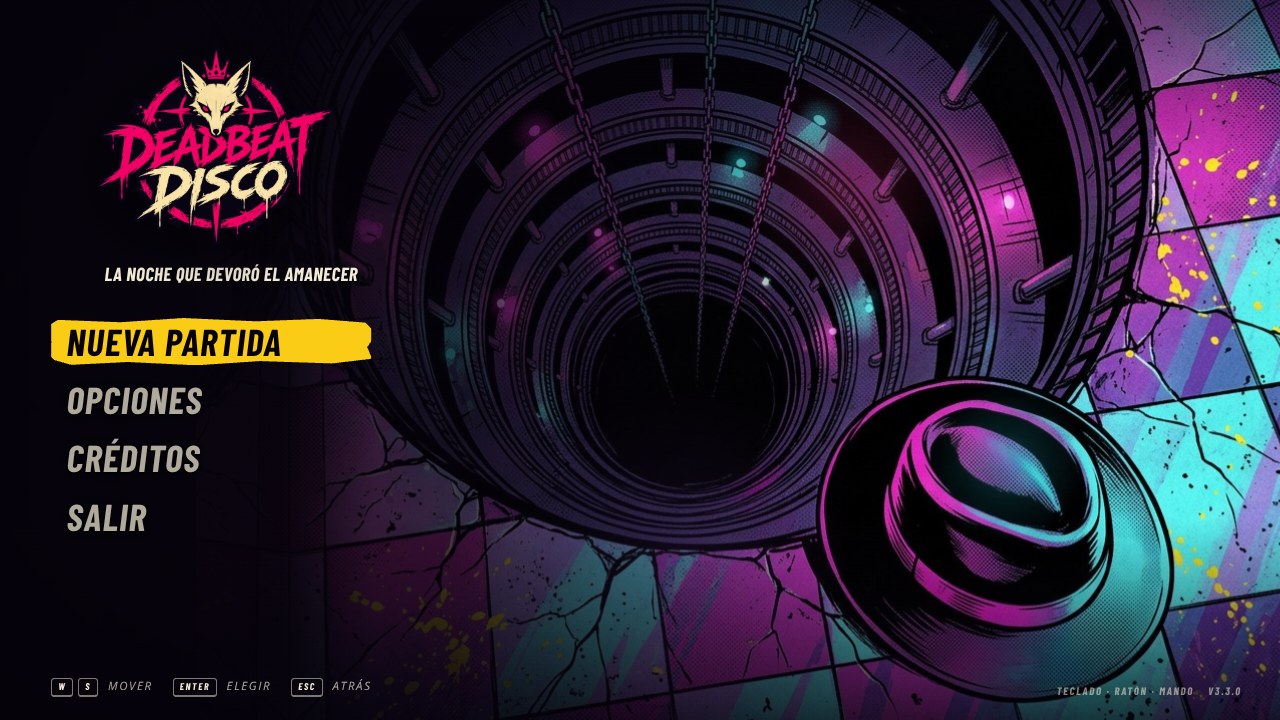 DEADBEAT
DISCO
LA NOCHE QUE DEVORÓ EL AMANECER
NUEVA PARTIDA
OPCIONES
CRÉDITOS
SALIR
W S MOVER ENTER ELEGIR ESC ATRÁS
TECLADO · RATÓN · MANDO V3.3.0